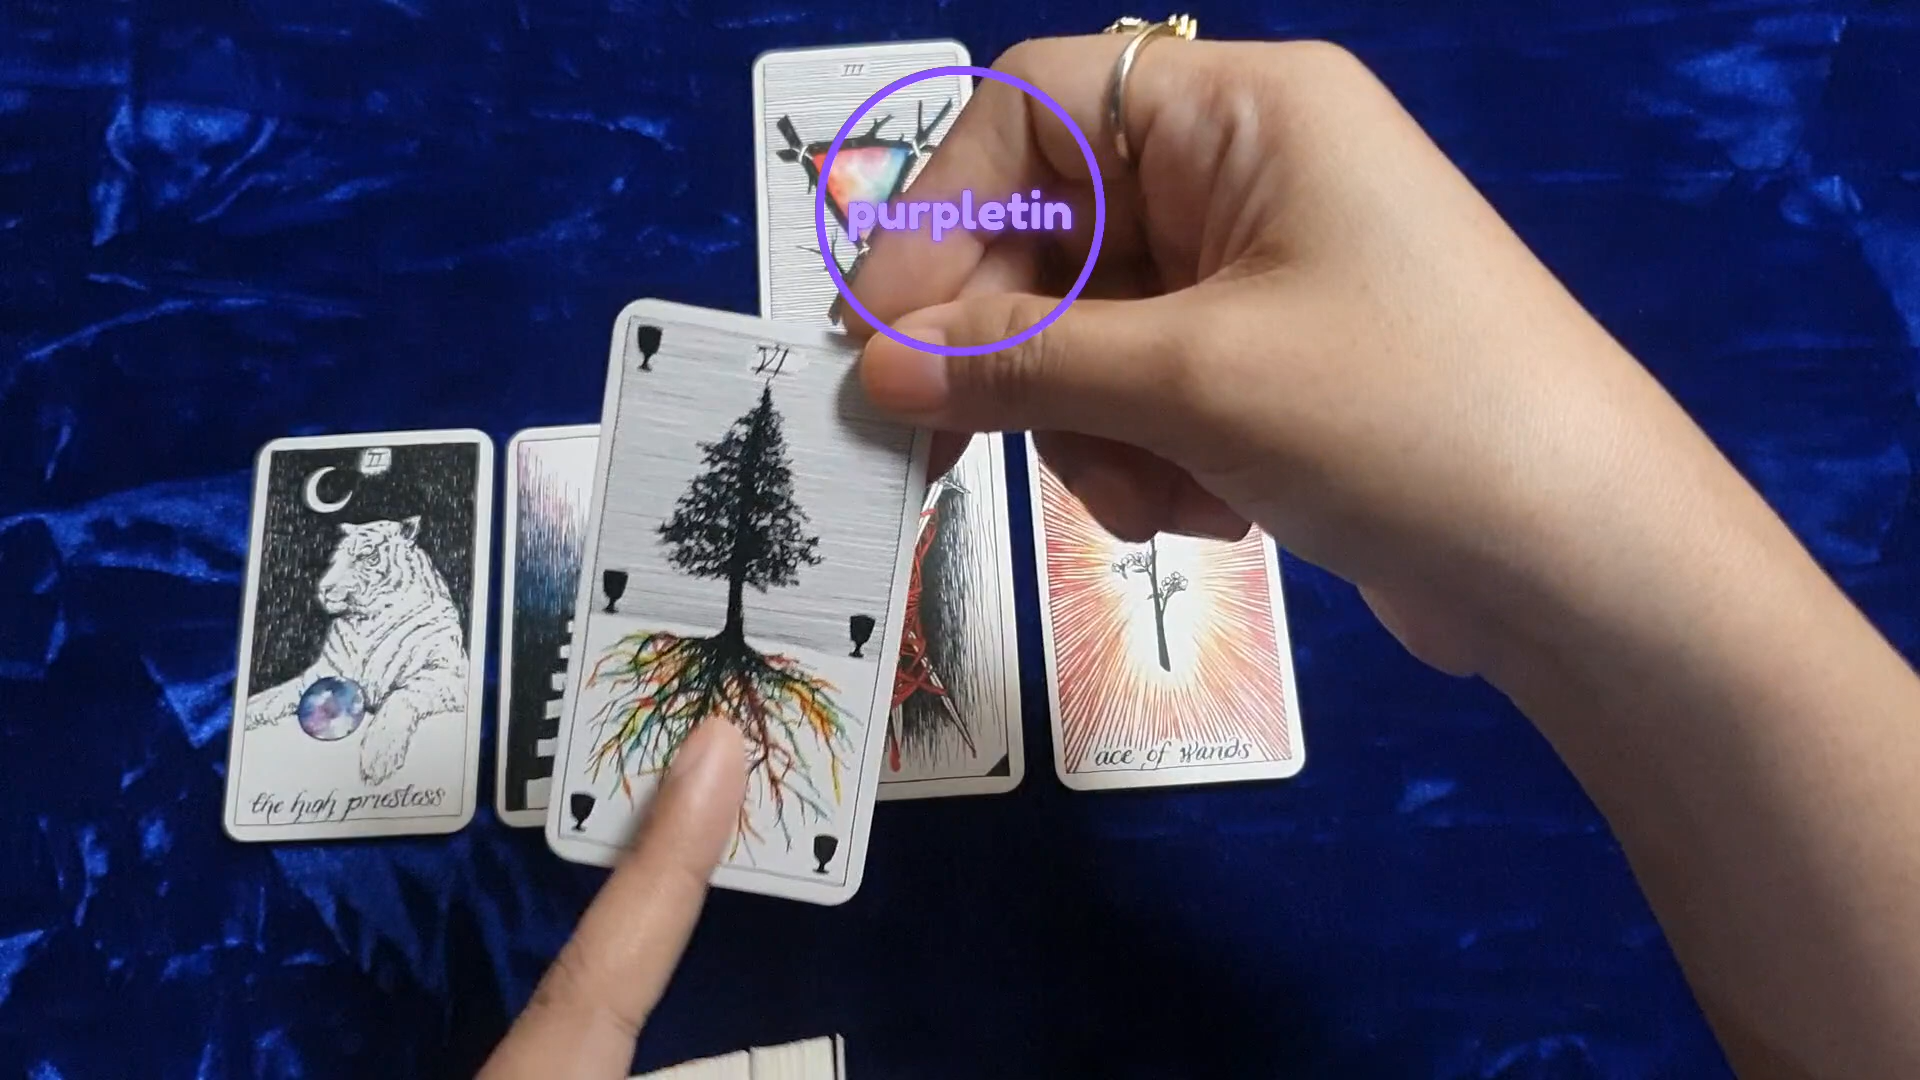 III
purpletin
VI
II
ace of wands
the high priestess